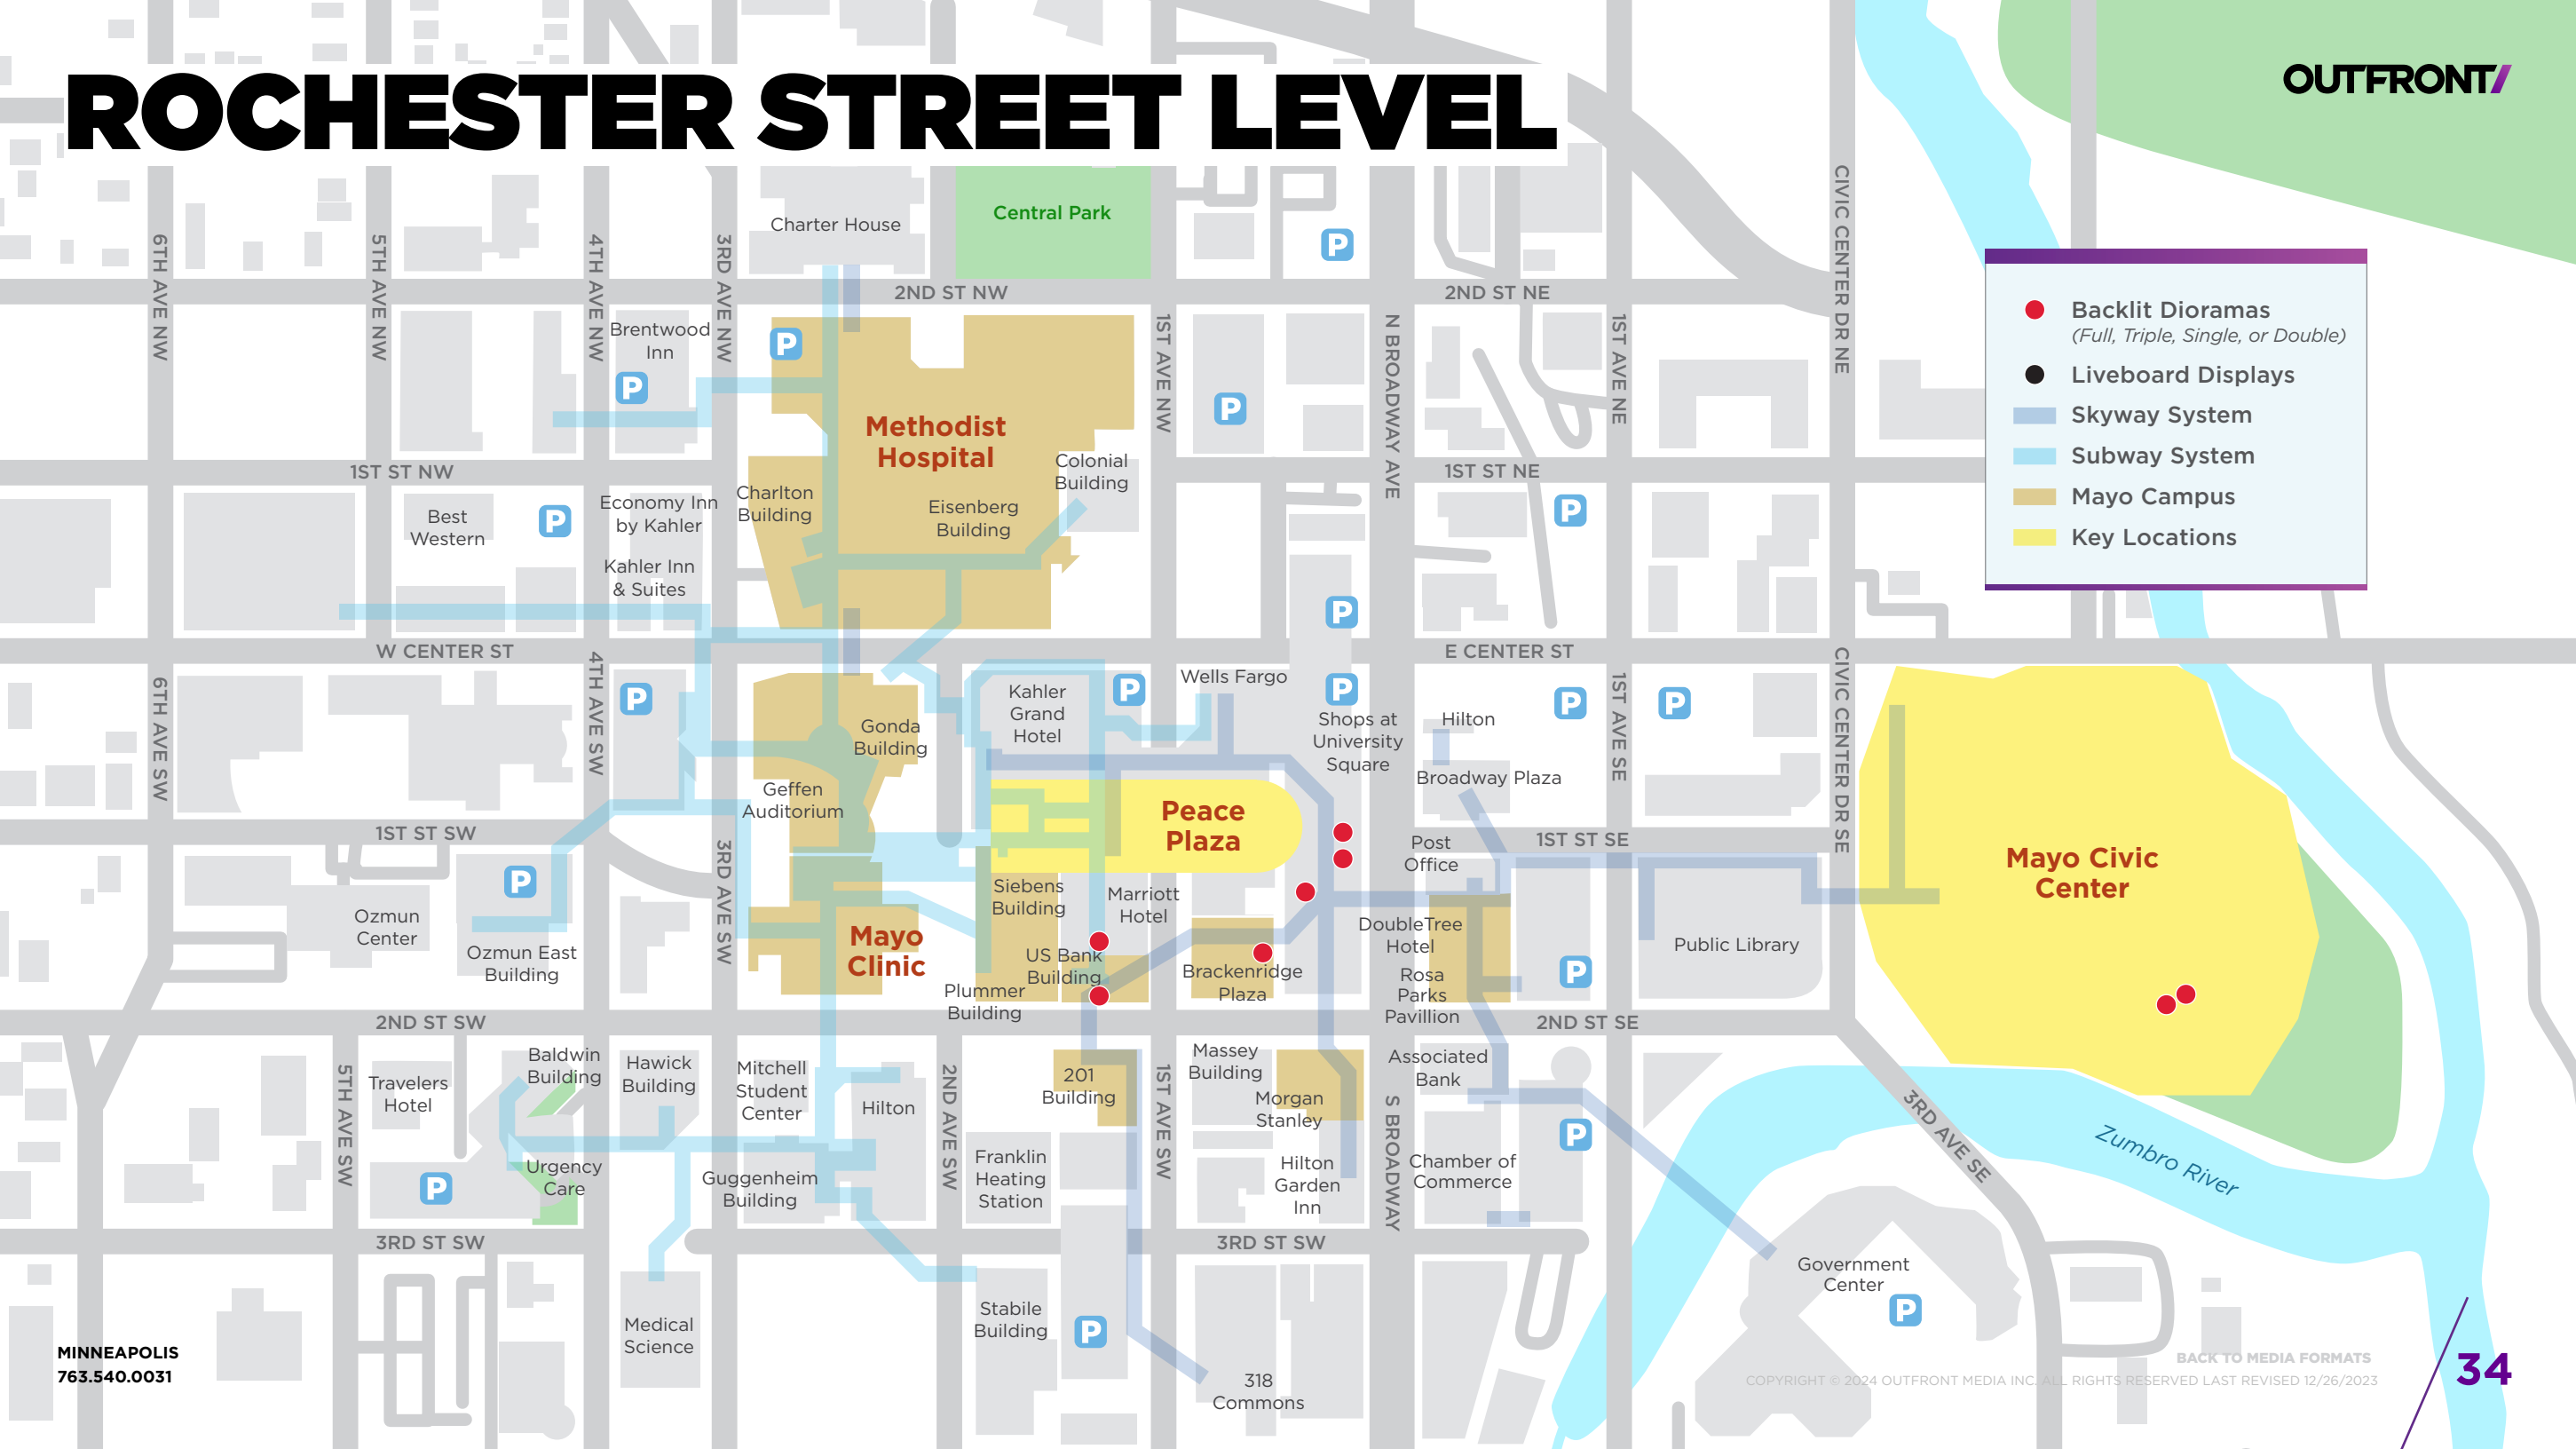 ROCHESTER STREET LEVEL
OUTFRONT/
Central Park
Charter House
P
CIVIC CENTER DR NE
6TH AVE NW
5TH AVE NW
4TH AVE NW
3RD AVE NW
2ND ST NW
2ND ST NE
Backlit Dioramas
(Full, Triple, Single, or Double)
Liveboard Displays
Skyway System
Subway System
Mayo Campus
Key Locations
Brentwood
Inn
P
P
1ST AVE NW
N BROADWAY AVE
1ST AVE NE
P
Methodist
Hospital
Colonial
Building
1ST ST NW
1ST ST NE
Charlton
Building
Economy Inn
by Kahler
Best
Western
P
Eisenberg
Building
P
Kahler Inn
& Suites
P
W CENTER ST
E CENTER ST
6TH AVE SW
4TH AVE SW
P
Kahler
Grand
Hotel
P
Wells Fargo
P
Shops at
University
Square
Hilton
P
1ST AVE SE
P
CIVIC CENTER DR SE
Gonda
Building
Broadway Plaza
Geffen
Auditorium
Peace
Plaza
1ST ST SW
1ST ST SE
Post
Office
Mayo Civic
Center
3RD AVE SW
P
Siebens
Building
Marriott
Hotel
Ozmun
Center
DoubleTree
Hotel
Public Library
Mayo
Clinic
Ozmun East
Building
US Bank
Building
Brackenridge
Plaza
Rosa
Parks
Pavillion
P
Plummer
Building
2ND ST SW
2ND ST SE
Baldwin
Building
Hawick
Building
Mitchell
Student
Center
Massey
Building
Associated
Bank
5TH AVE SW
Travelers
Hotel
Hilton
2ND AVE SW
201
Building
1ST AVE SW
Morgan
Stanley
S BROADWAY
P
3RD AVE SE
Zumbro River
Urgency
Care
P
Guggenheim
Building
Franklin
Heating
Station
Hilton
Garden
Inn
Chamber of
Commerce
3RD ST SW
3RD ST SW
Government
Center
P
Stabile
Building
P
Medical
Science
318
Commons
MINNEAPOLIS
763.540.0031
BACK TO MEDIA FORMATS
COPYRIGHT © 2024 OUTFRONT MEDIA INC. ALL RIGHTS RESERVED LAST REVISED 12/26/2023
34